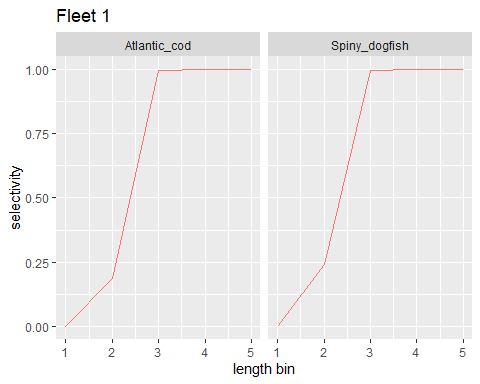 Fleet 1
Atlantic_cod Spiny_dogfish
1.00
0.75
0.50
0.25
0.00
selectivity
1 2 3 4 5 1 2 3 4 5
length bin